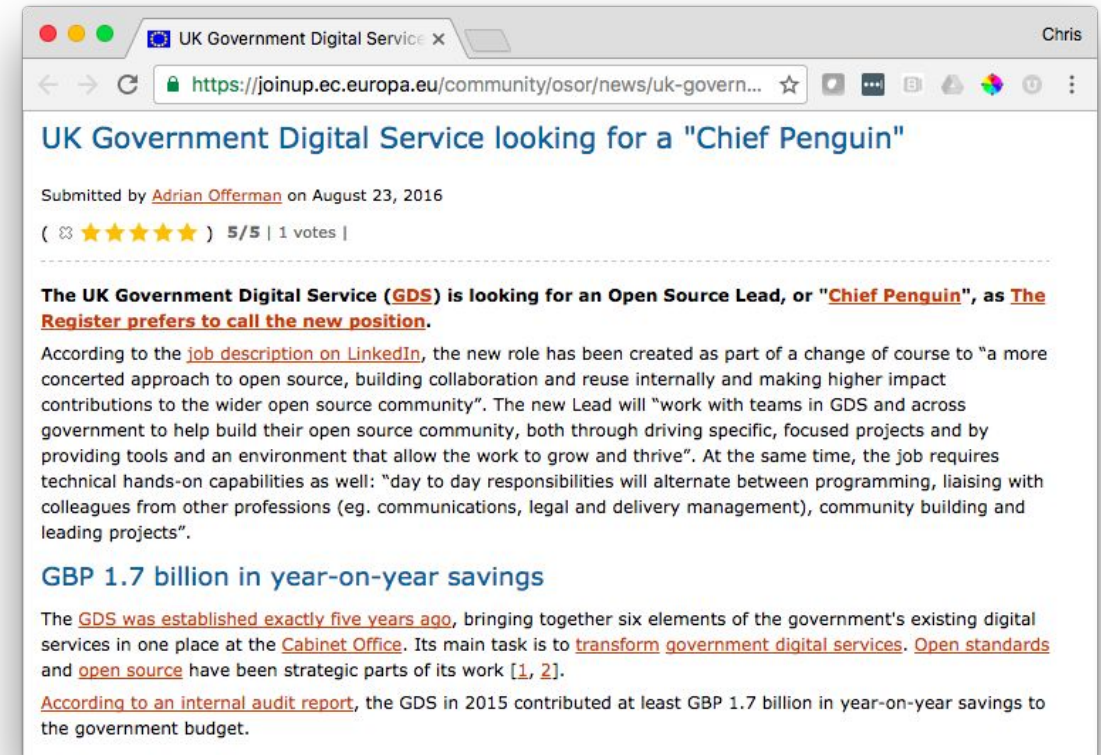 UK Government Digital Service
Chris
https://joinup.ec.europa.eu/community/osor/news/uk-govern...
UK Government Digital Service looking for a "Chief Penguin"
Submitted by Adrian Offerman on August 23, 2016
( ) 5/5 | 1 votes |
The UK Government Digital Service (GDS) is looking for an Open Source Lead, or "Chief Penguin", as The
Register prefers to call the new position.
According to the job description on LinkedIn, the new role has been created as part of a change of course to “a more
concerted approach to open source, building collaboration and reuse internally and making higher impact
contributions to the wider open source community”. The new Lead will “work with teams in GDS and across
government to help build their open source community, both through driving specific, focused projects and by
providing tools and an environment that allow the work to grow and thrive”. At the same time, the job requires
technical hands-on capabilities as well: “day to day responsibilities will alternate between programming, liaising with
colleagues from other professions (eg. communications, legal and delivery management), community building and
leading projects”.
GBP 1.7 billion in year-on-year savings
The GDS was established exactly five years ago, bringing together six elements of the government's existing digital
services in one place at the Cabinet Office. Its main task is to transform government digital services. Open standards
and open source have been strategic parts of its work [1, 2].
According to an internal audit report, the GDS in 2015 contributed at least GBP 1.7 billion in year-on-year savings to
the government budget.